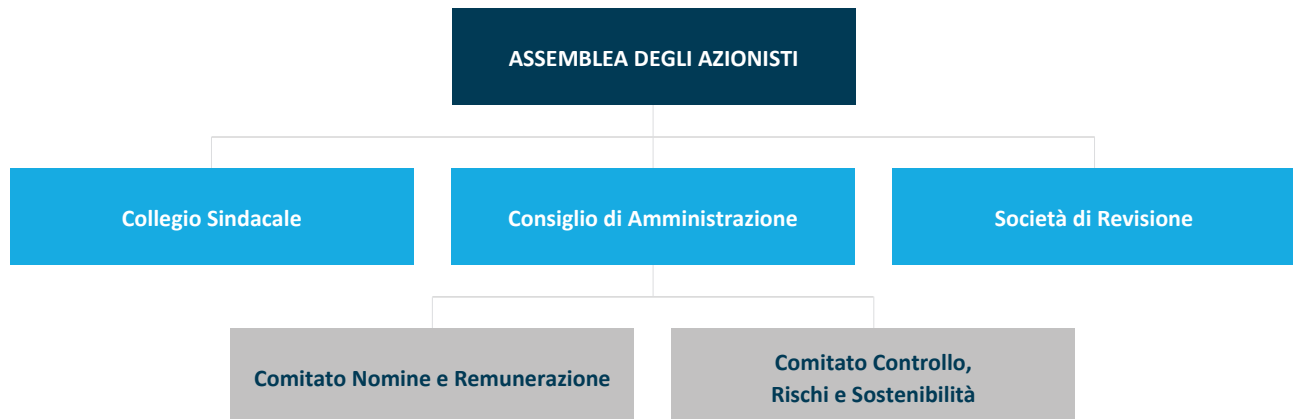 ASSEMBLEA DEGLI AZIONISTI
Collegio Sindacale
Consiglio di Amministrazione
Società di Revisione
Comitato Nomine e Remunerazione
Comitato Controllo,
Rischi e Sostenibilità